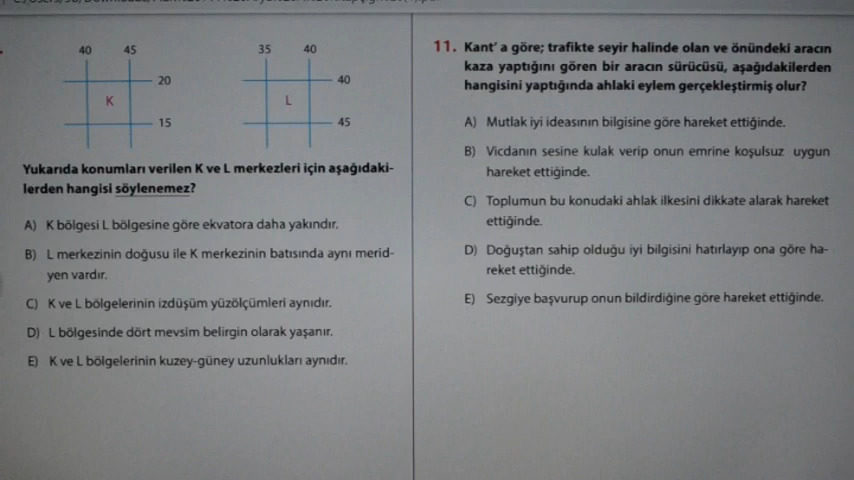 40 45
20
K
15
35 40
40
L
45
Yukarıda konumları verilen K ve L merkezleri için aşağıdaki-
lerden hangisi söylenemez?
A) K bölgesi L bölgesine göre ekvatora daha yakındır.
B) L merkezinin doğusu ile K merkezinin batısında aynı merid-
yen vardır.
C) K ve L bölgelerinin izdüşüm yüzölçümleri aynıdır.
D) L bölgesinde dört mevsim belirgin olarak yaşanır.
E) K ve L bölgelerinin kuzey-güney uzunlukları aynıdır.
11. Kant' a göre; trafikte seyir halinde olan ve önündeki aracın
kaza yaptığını gören bir aracın sürücüsü, aşağıdakilerden
hangisini yaptığında ahlaki eylem gerçekleştirmiş olur?
A) Mutlak iyi ideasının bilgisine göre hareket ettiğinde.
B) Vicdanın sesine kulak verip onun emrine koşulsuz uygun
hareket ettiğinde.
C) Toplumun bu konudaki ahlak ilkesini dikkate alarak hareket
ettiğinde.
D) Doğuştan sahip olduğu iyi bilgisini hatırlayıp ona göre ha-
reket ettiğinde.
E) Sezgiye başvurup onun bildirdiğine göre hareket ettiğinde.